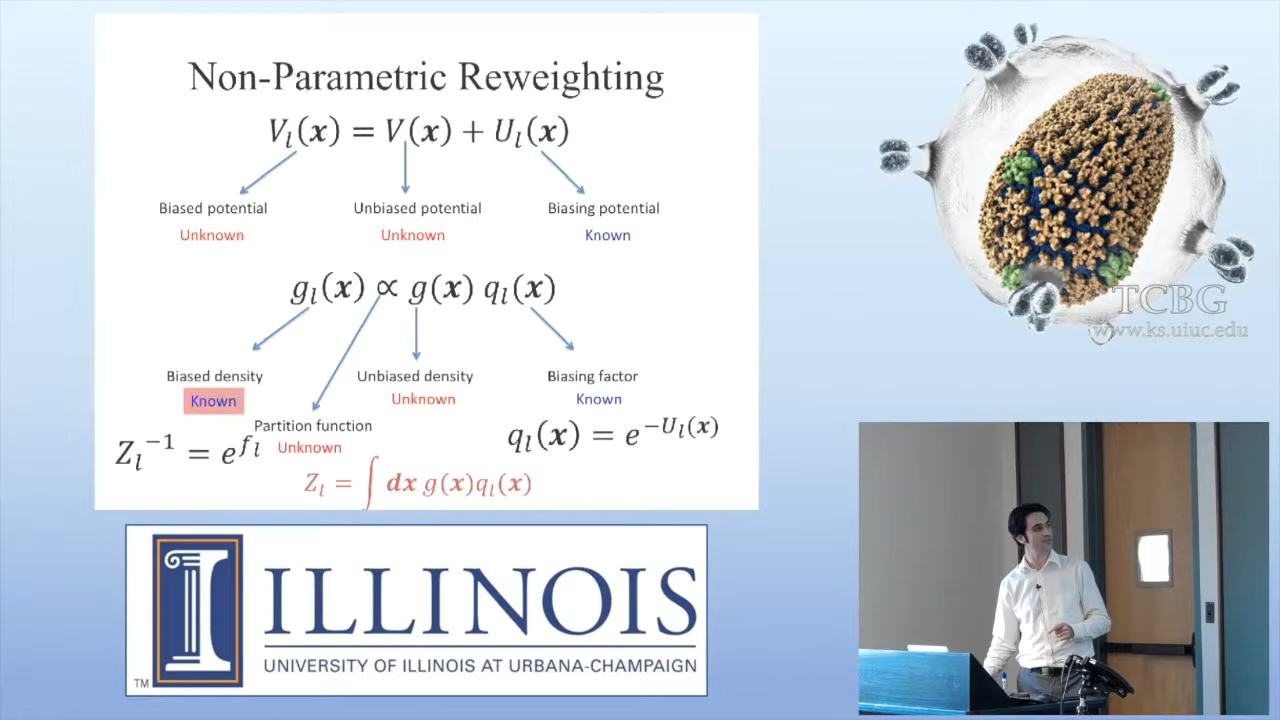 Non-Parametric Reweighting
V_l(x) = V(x) + U_l(x)
Biased potential Unbiased potential Biasing potential
Unknown Unknown Known
g_l(x) ∝ g(x) q_l(x)
Biased density Unbiased density Biasing factor
Known Unknown Known
Partition function
Unknown
Z_l^{-1} = e^{f_l}
q_l(x) = e^{-U_l(x)}
Z_l = ∫ dx g(x)q_l(x)
TCBG
www.ks.uiuc.edu
ILLINOIS
UNIVERSITY OF ILLINOIS AT URBANA-CHAMPAIGN
TM